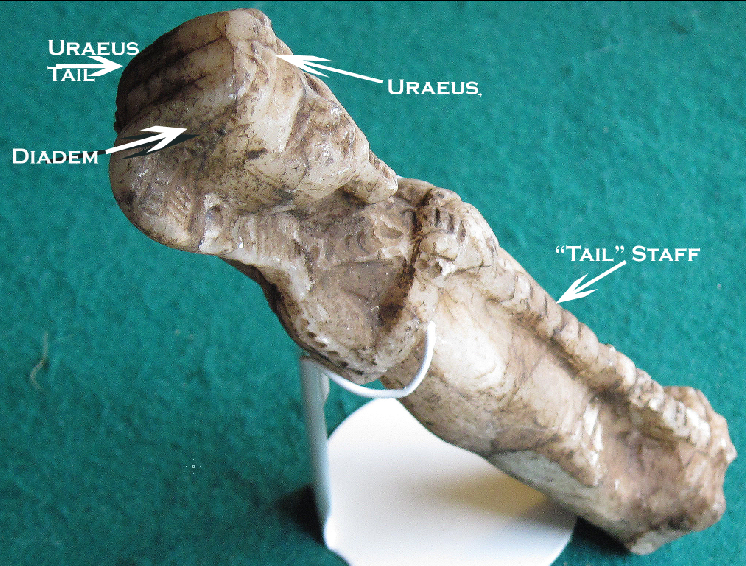 URAEUS
TAIL
URAEUS,
DIADEM
“TAIL” STAFF